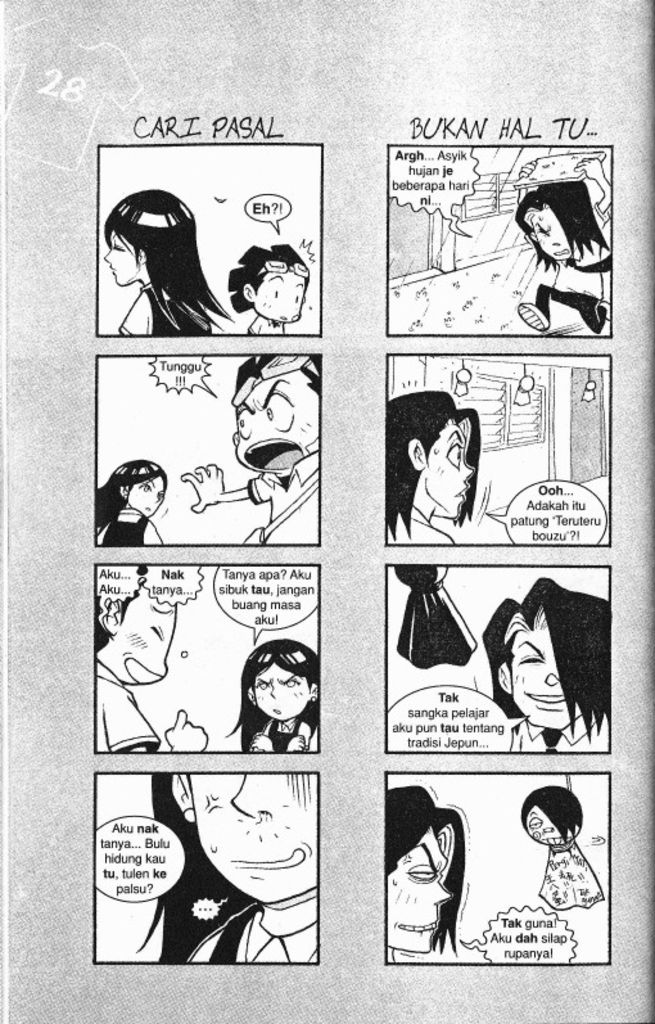 28
CARI PASAL
Eh?!
Tunggu
!!!
Aku...
Aku...
Nak
tanya...
Tanya apa? Aku
sibuk tau, jangan
buang masa
aku!
Aku nak
tanya... Bulu
hidung kau
tu, tulen ke
palsu?
...
BUKAN HAL TU...
Argh... Asyik
hujan je
beberapa hari
ni...
Ooh...
Adakah itu
patung 'Teruteru
bouzu'?!
Tak
sangka pelajar
aku pun tau tentang
tradisi Jepun...
Tak
guna!!
Tak guna!
Aku dah silap
rupanya!